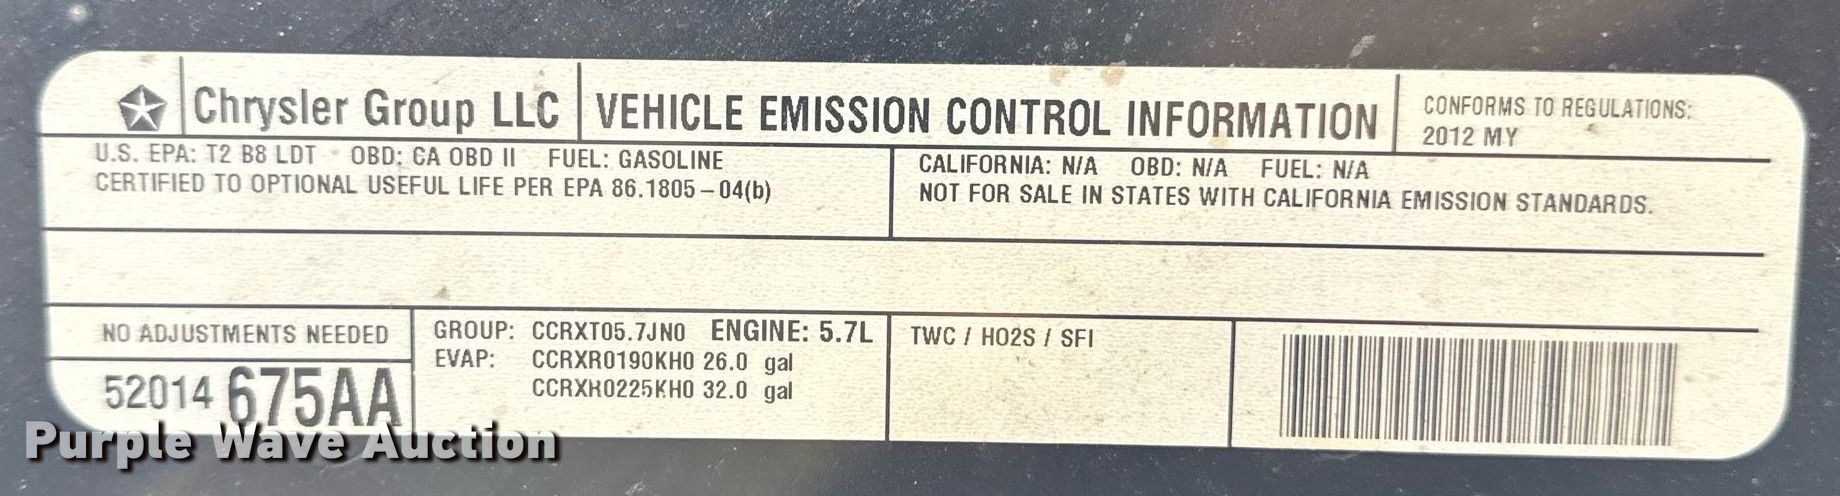 Chrysler Group LLC
VEHICLE EMISSION CONTROL INFORMATION
CONFORMS TO REGULATIONS:
2012 MY
U.S. EPA: T2 B8 LDT OBD: CA OBD II FUEL: GASOLINE
CERTIFIED TO OPTIONAL USEFUL LIFE PER EPA 86.1805-04(b)
CALIFORNIA: N/A OBD: N/A FUEL: N/A
NOT FOR SALE IN STATES WITH CALIFORNIA EMISSION STANDARDS.
NO ADJUSTMENTS NEEDED
52014 675AA
GROUP: CCRXT05.7JN0 ENGINE: 5.7L
EVAP: CCRXR0190KH0 26.0 gal
CCRXR0225KH0 32.0 gal
TWC / HO2S / SFI
Purple Wave Auction